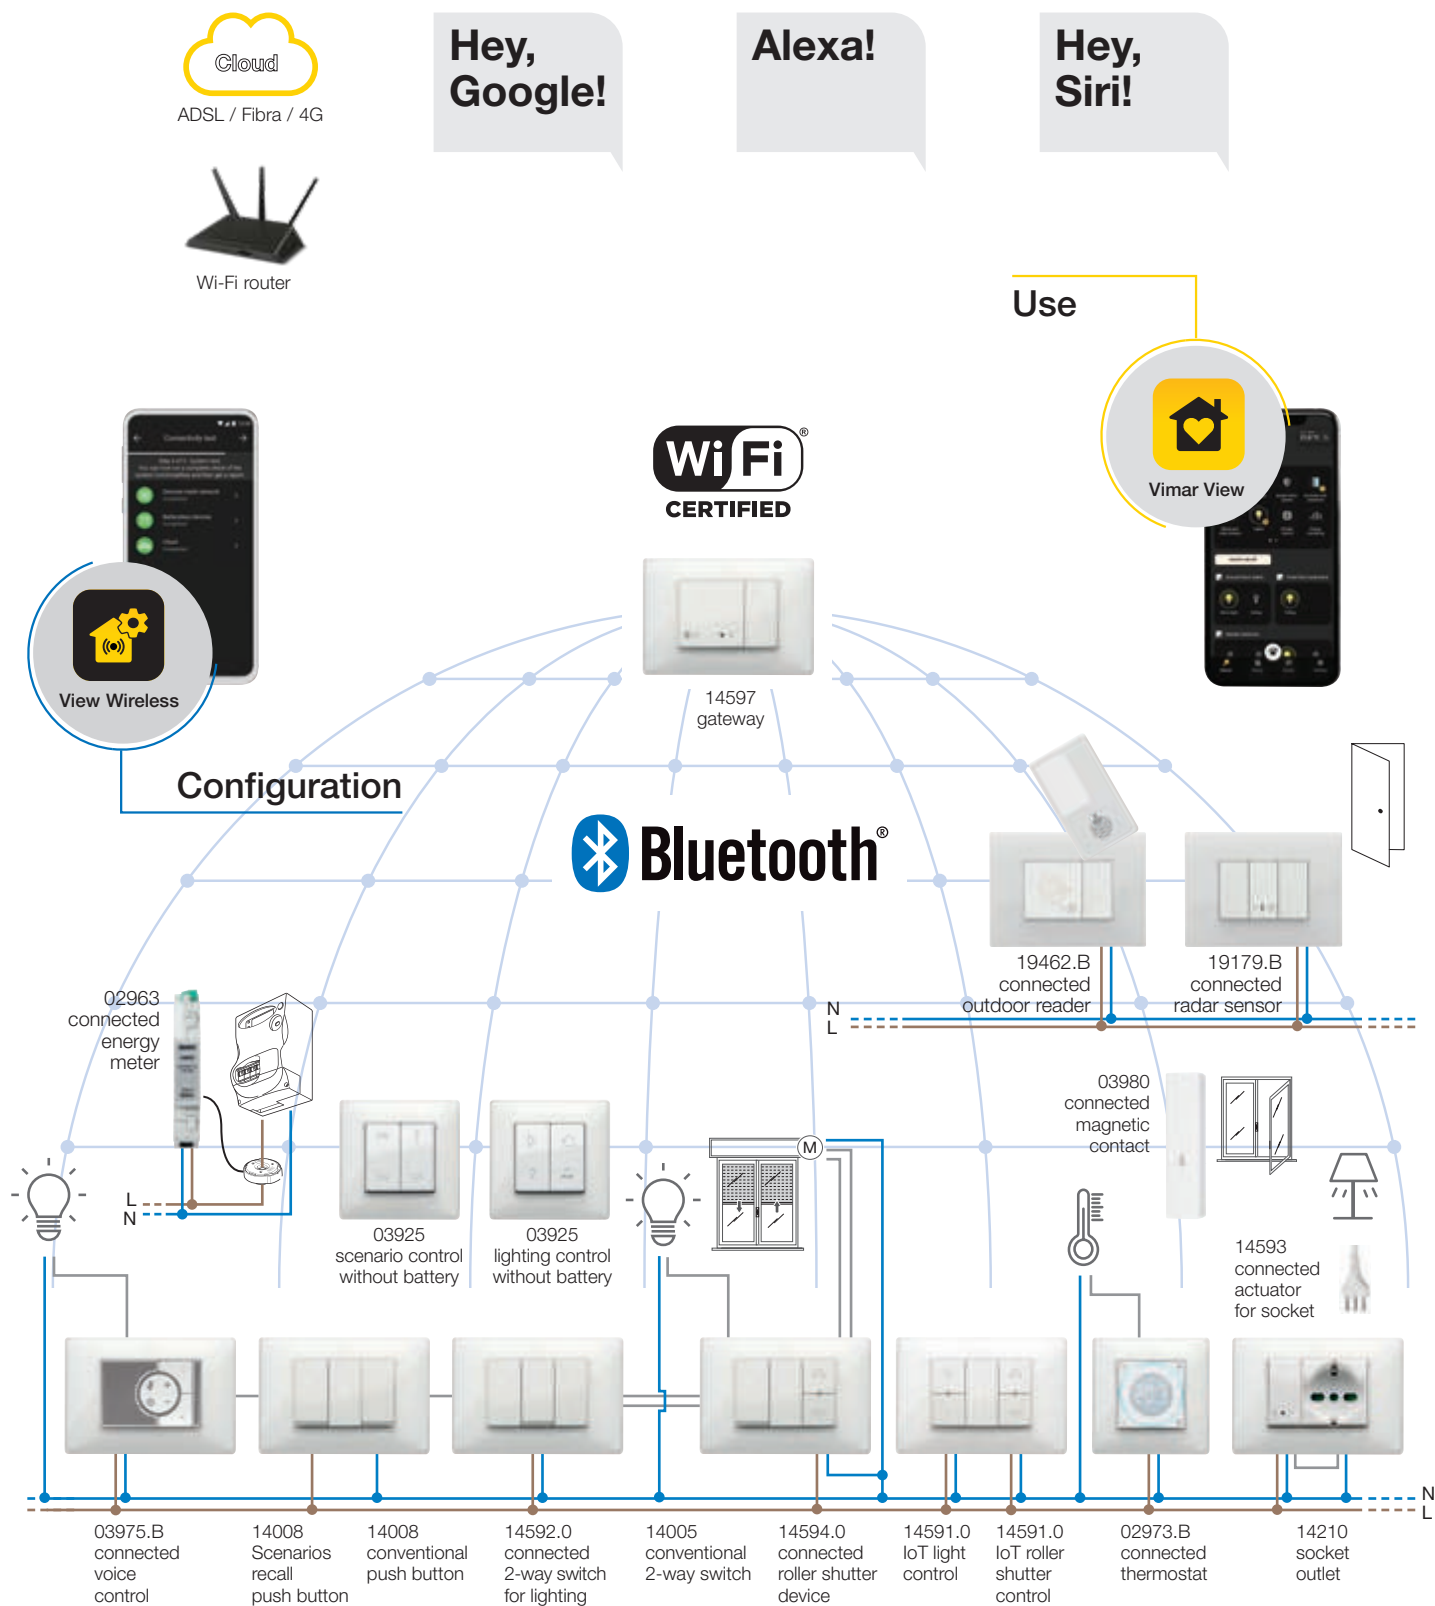 Cloud
ADSL / Fibra / 4G
Hey,
Google!
Alexa!
Hey,
Siri!
Wi-Fi router
Use
Vimar View
Connectivity test
View Wireless
Configuration
Wi Fi®
CERTIFIED
14597
gateway
Bluetooth®
19462.B
connected
outdoor reader
19179.B
connected
radar sensor
N
L
02963
connected
energy
meter
L
N
03925
scenario control
without battery
03925
lighting control
without battery
M
03980
connected
magnetic
contact
14593
connected
actuator
for socket
N
L
03975.B
connected
voice
control
14008
Scenarios
recall
push button
14008
conventional
push button
14592.0
connected
2-way switch
for lighting
14005
conventional
2-way switch
14594.0
connected
roller shutter
device
14591.0
IoT light
control
14591.0
IoT roller
shutter
control
02973.B
connected
thermostat
14210
socket
outlet